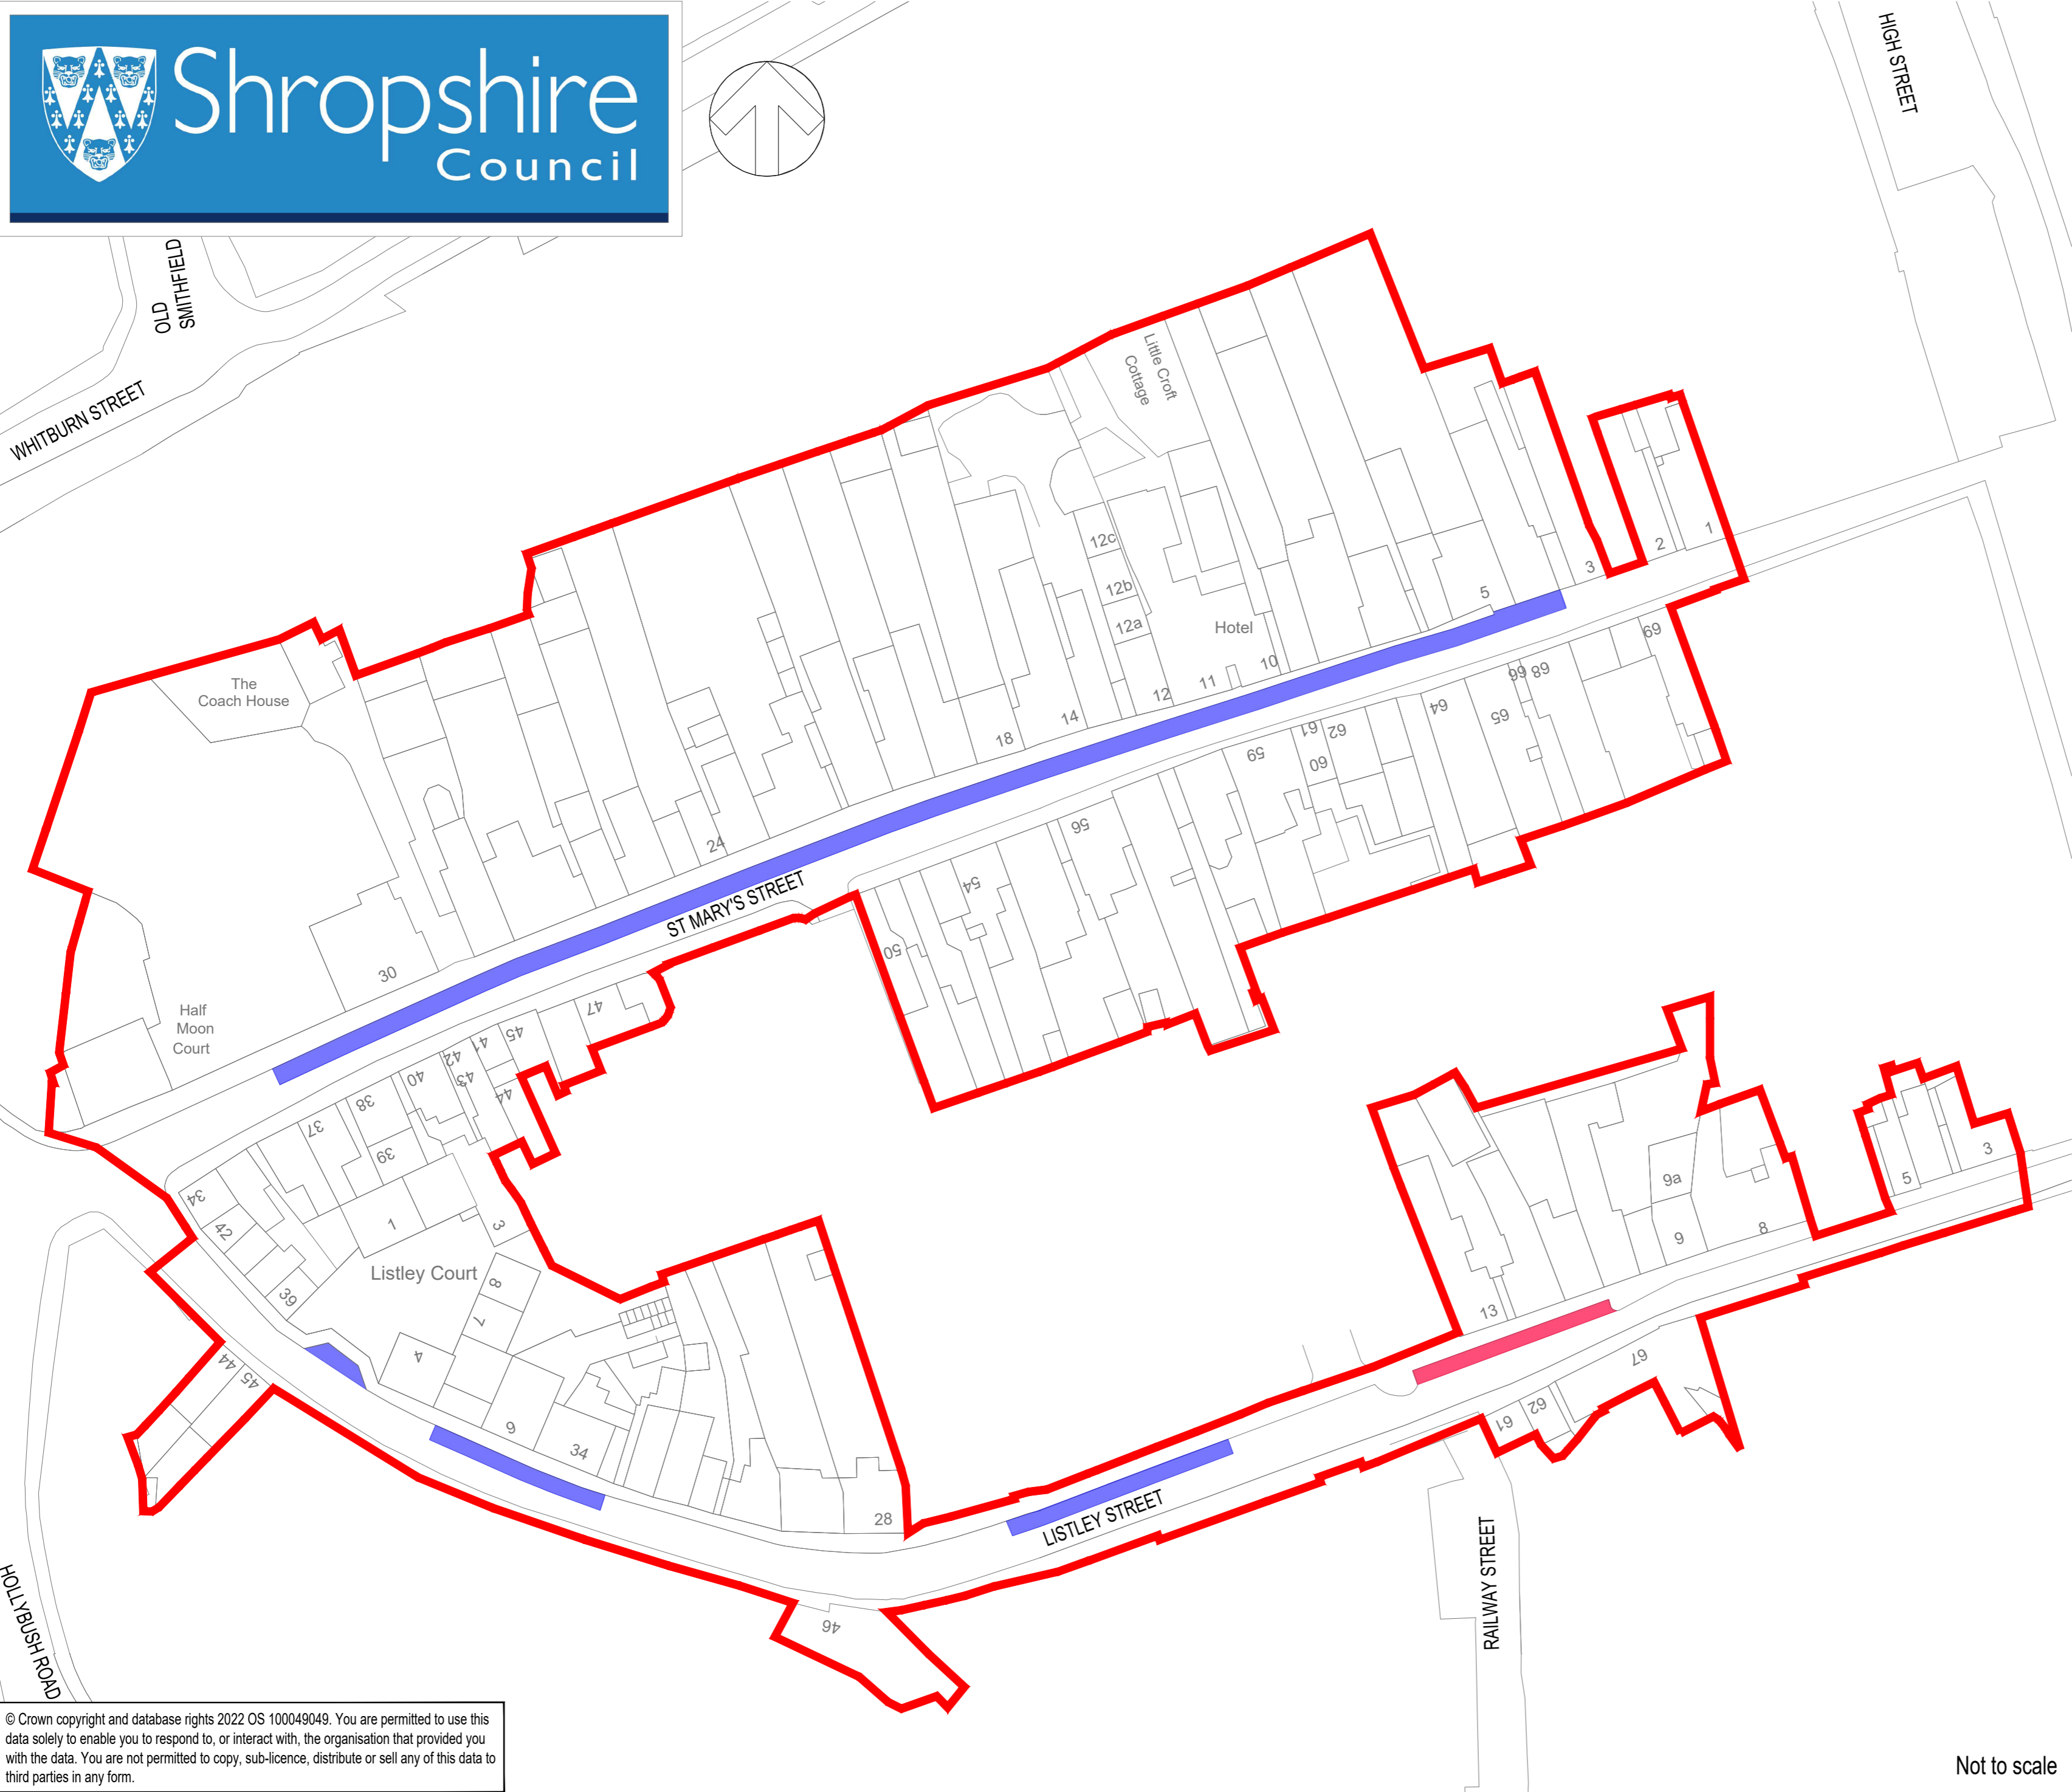 Shropshire
Council
HIGH STREET
OLD
SMITHFIELD
WHITBURN STREET
Little Croft
Cottage
12c
12b
12a
Hotel
1
2
3
5
10
11
12
14
18
24
30
The
Coach House
Half
Moon
Court
ST MARY'S STREET
69
68
66
65
64
62
61
60
59
56
54
50
47
45
41
42
43
44
40
38
39
37
34
42
39
1
3
Listley Court
8
7
4
6
34
28
44
45
46
13
9a
9
8
5
3
67
62
61
LISTLEY STREET
RAILWAY STREET
HOLLYBUSH ROAD
© Crown copyright and database rights 2022 OS 100049049. You are permitted to use this
data solely to enable you to respond to, or interact with, the organisation that provided you
with the data. You are not permitted to copy, sub-licence, distribute or sell any of this data to
third parties in any form.
Not to scale